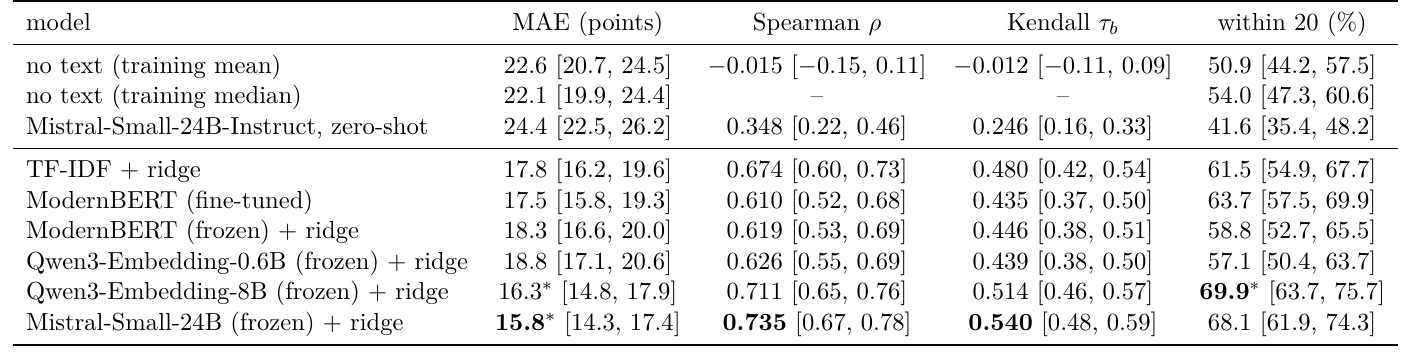 model MAE (points) Spearman ρ Kendall τb within 20 (%)
no text (training mean) 22.6 [20.7, 24.5] −0.015 [−0.15, 0.11] −0.012 [−0.11, 0.09] 50.9 [44.2, 57.5]
no text (training median) 22.1 [19.9, 24.4] – – 54.0 [47.3, 60.6]
Mistral-Small-24B-Instruct, zero-shot 24.4 [22.5, 26.2] 0.348 [0.22, 0.46] 0.246 [0.16, 0.33] 41.6 [35.4, 48.2]
TF-IDF + ridge 17.8 [16.2, 19.6] 0.674 [0.60, 0.73] 0.480 [0.42, 0.54] 61.5 [54.9, 67.7]
ModernBERT (fine-tuned) 17.5 [15.8, 19.3] 0.610 [0.52, 0.68] 0.435 [0.37, 0.50] 63.7 [57.5, 69.9]
ModernBERT (frozen) + ridge 18.3 [16.6, 20.0] 0.619 [0.53, 0.69] 0.446 [0.38, 0.51] 58.8 [52.7, 65.5]
Qwen3-Embedding-0.6B (frozen) + ridge 18.8 [17.1, 20.6] 0.626 [0.55, 0.69] 0.439 [0.38, 0.50] 57.1 [50.4, 63.7]
Qwen3-Embedding-8B (frozen) + ridge 16.3* [14.8, 17.9] 0.711 [0.65, 0.76] 0.514 [0.46, 0.57] 69.9* [63.7, 75.7]
Mistral-Small-24B (frozen) + ridge 15.8* [14.3, 17.4] 0.735 [0.67, 0.78] 0.540 [0.48, 0.59] 68.1 [61.9, 74.3]